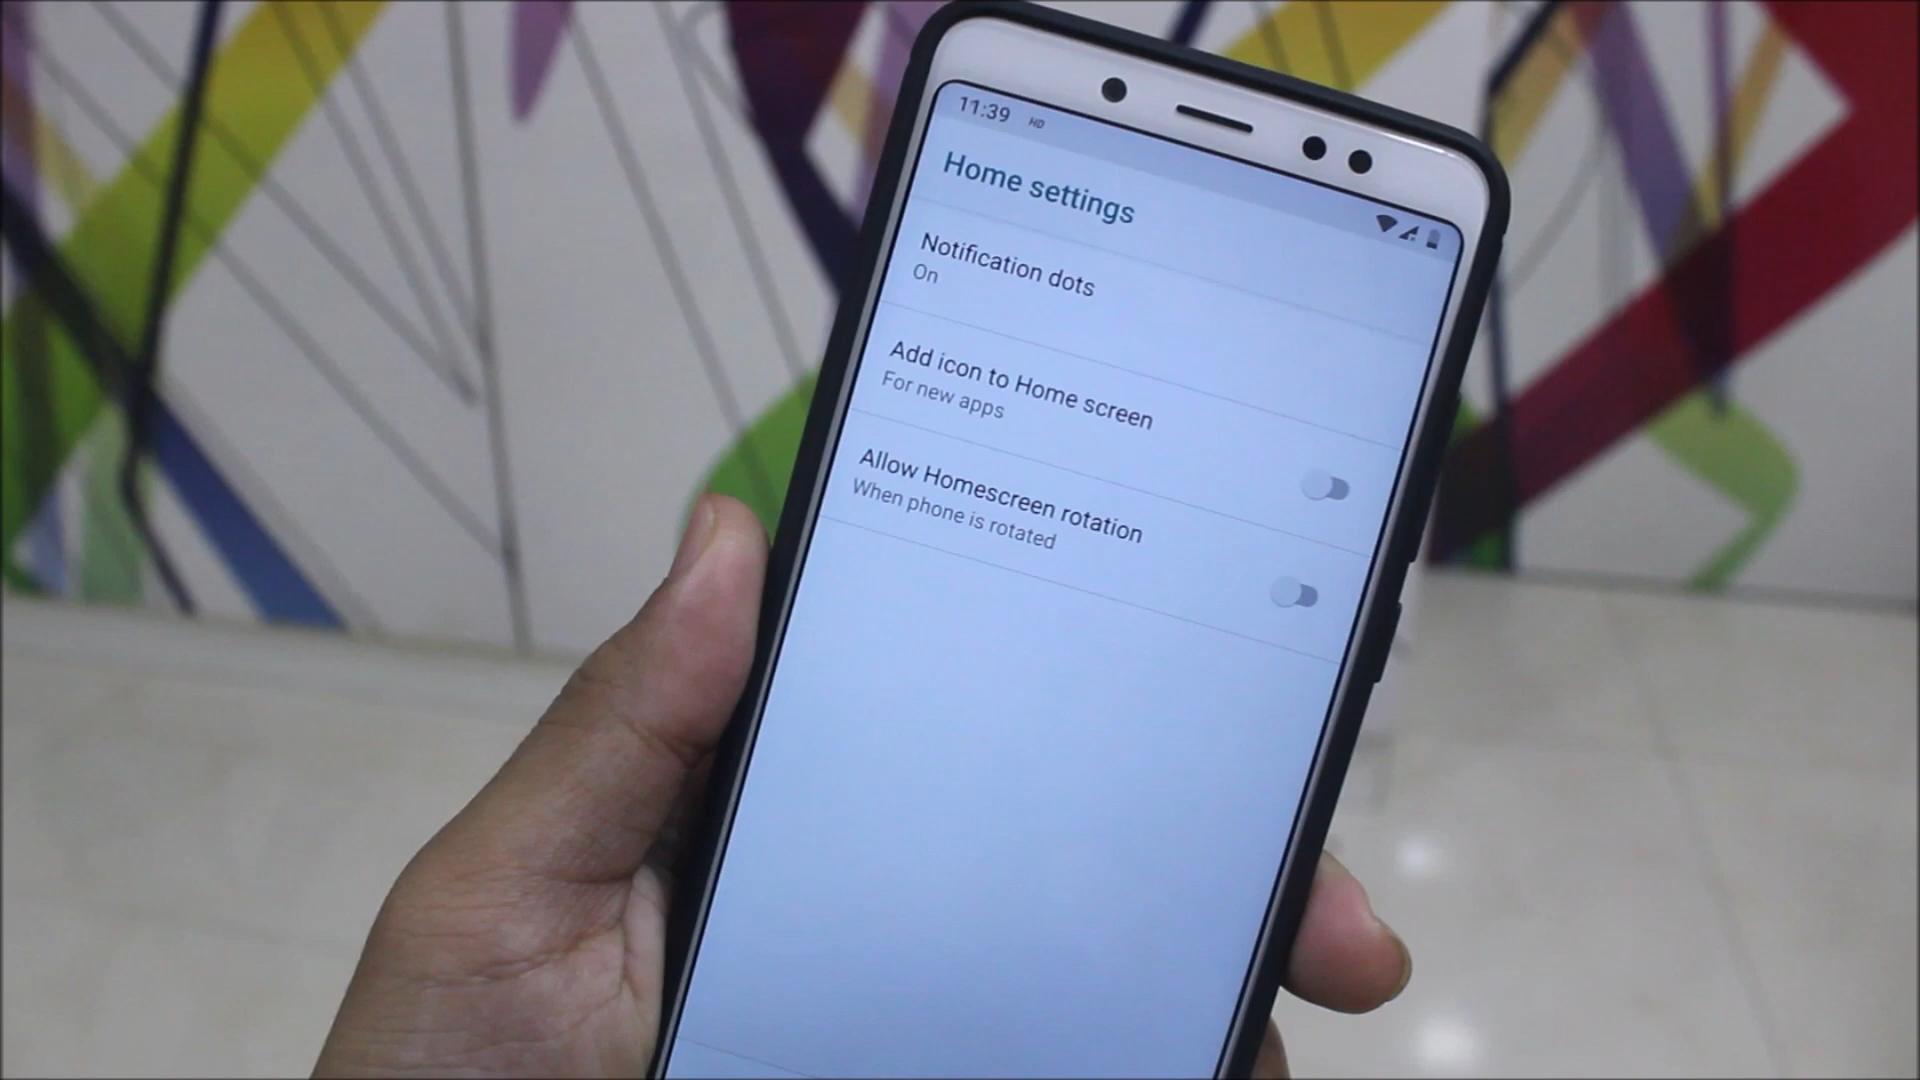 11:39 HD
Home settings
Notification dots
On
Add icon to Home screen
For new apps
Allow Homescreen rotation
When phone is rotated